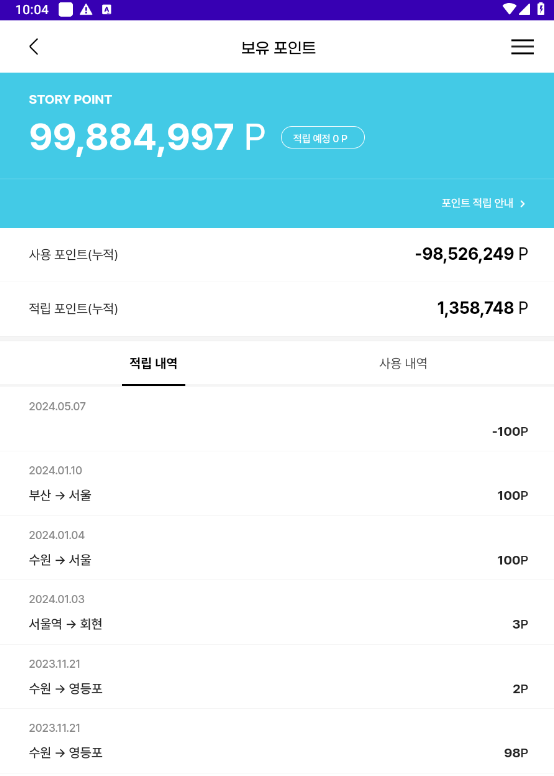 10:04
보유 포인트
STORY POINT
99,884,997 P 적립 예정 0 P
포인트 적립 안내 >
사용 포인트(누적) -98,526,249 P
적립 포인트(누적) 1,358,748 P
적립 내역 사용 내역
2024.05.07
-100P
2024.01.10
부산 → 서울 100P
2024.01.04
수원 → 서울 100P
2024.01.03
서울역 → 회현 3P
2023.11.21
수원 → 영등포 2P
2023.11.21
수원 → 영등포 98P